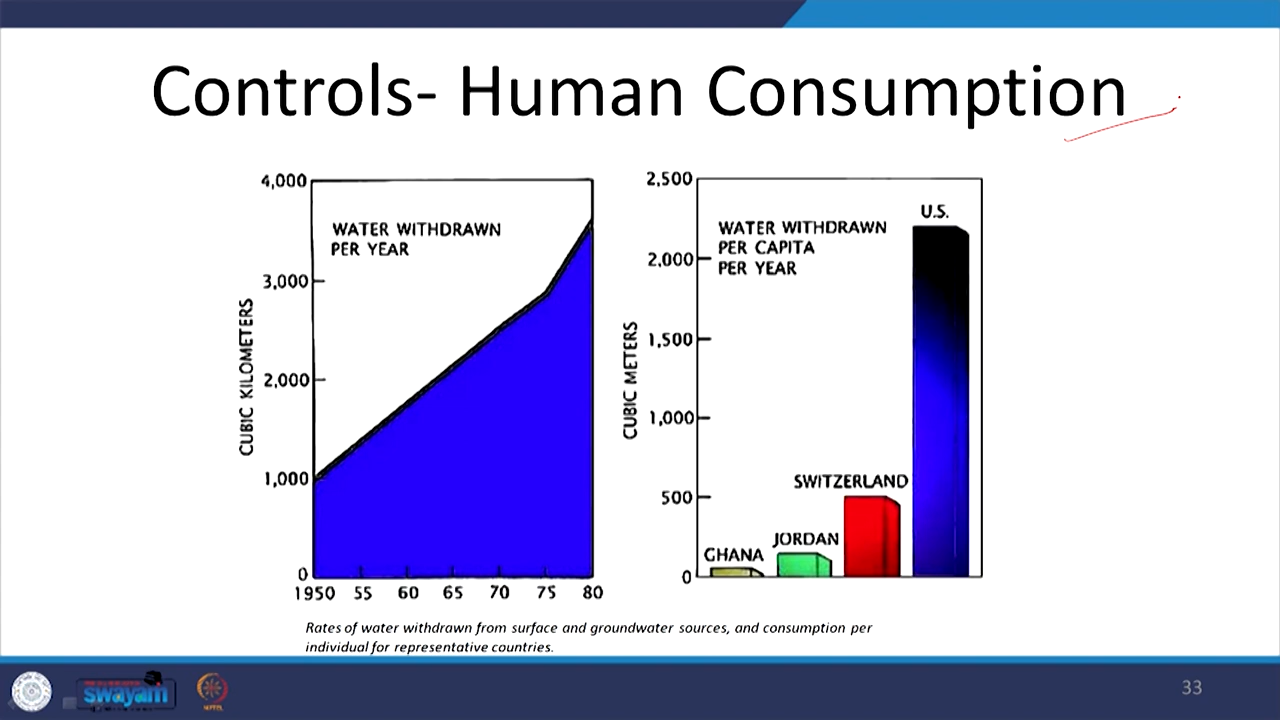 Controls- Human Consumption
4,000
3,000
2,000
1,000
0
CUBIC KILOMETERS
WATER WITHDRAWN
PER YEAR
1950 55 60 65 70 75 80
2,500
2,000
1,500
1,000
500
0
CUBIC METERS
WATER WITHDRAWN
PER CAPITA
PER YEAR
U.S.
SWITZERLAND
JORDAN
GHANA
Rates of water withdrawn from surface and groundwater sources, and consumption per
individual for representative countries.
swayam
33